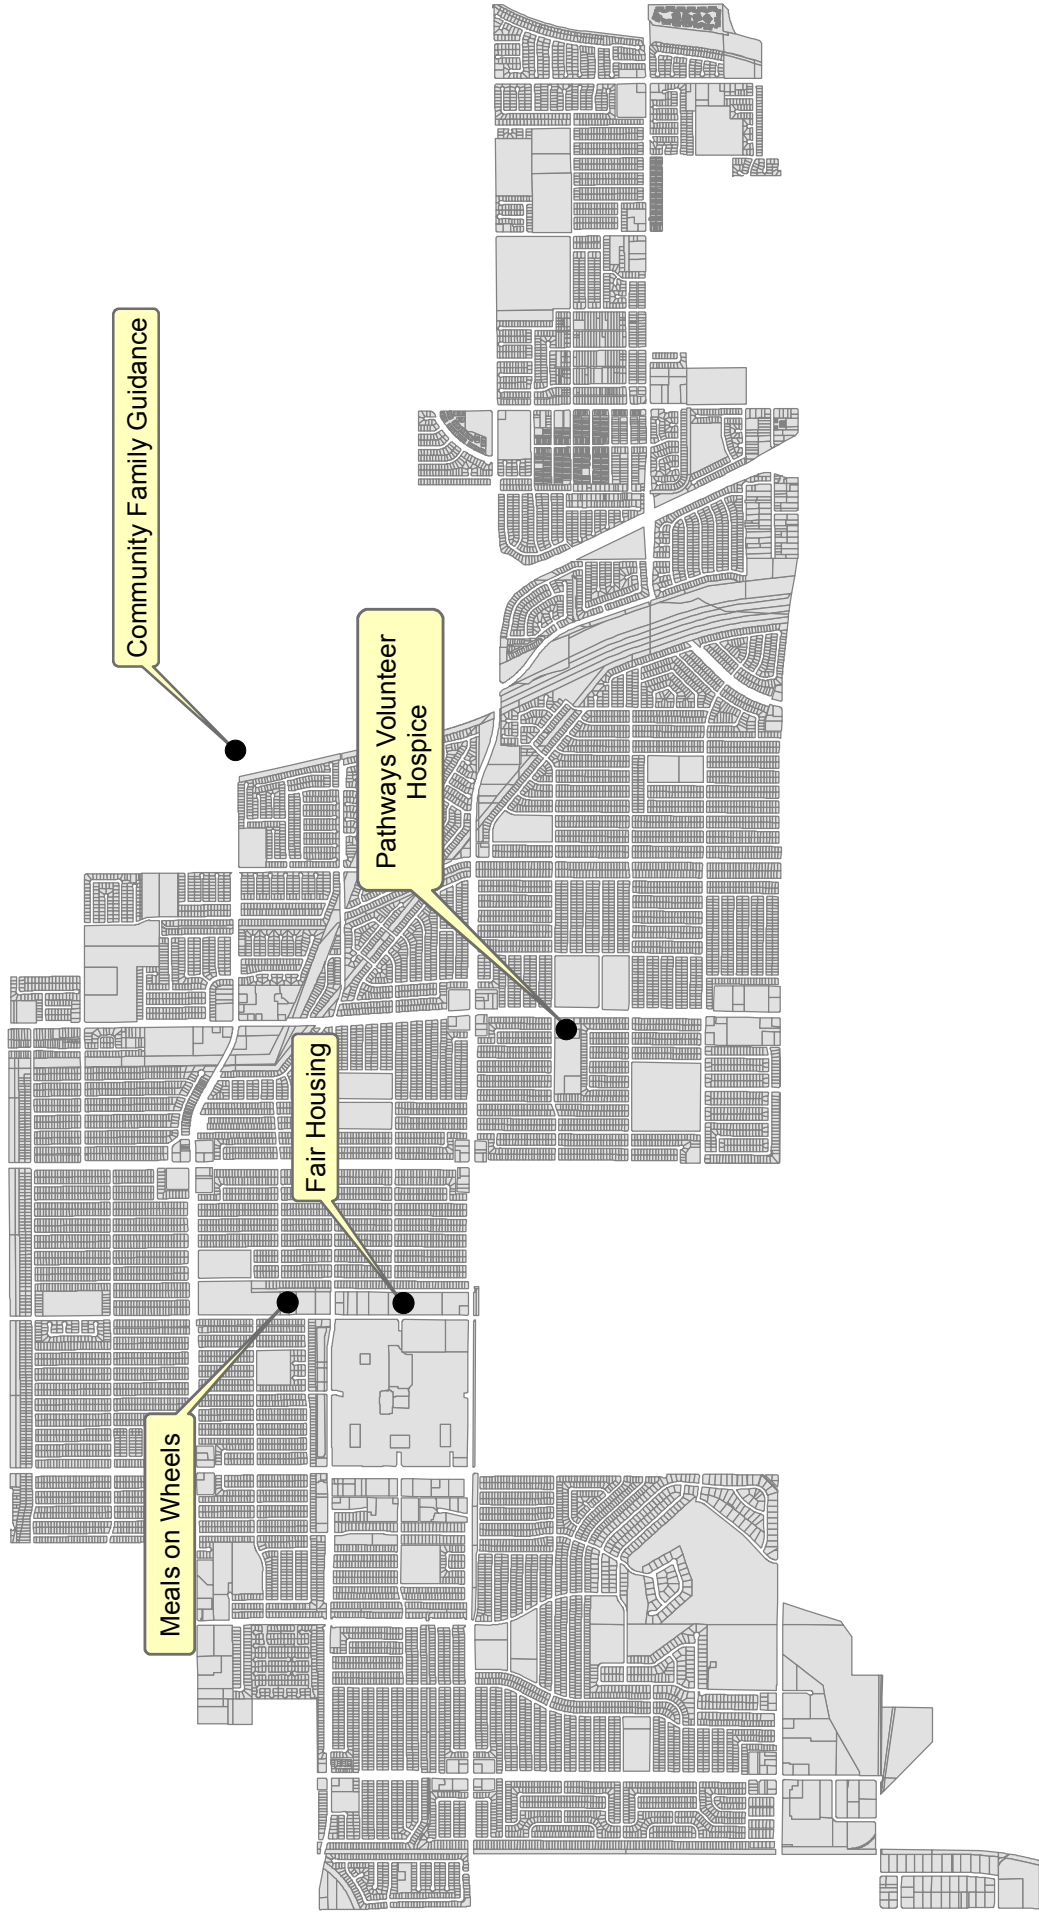 Community Family Guidance
Pathways Volunteer
Hospice
Fair Housing
Meals on Wheels